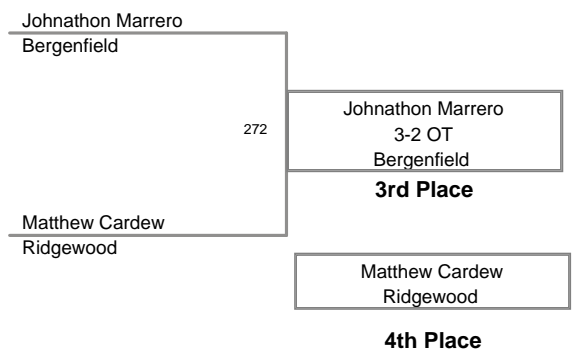 Johnathon Marrero
Bergenfield
272
Johnathon Marrero
3-2 OT
Bergenfield
3rd Place
Matthew Cardew
Ridgewood
Matthew Cardew
Ridgewood
4th Place